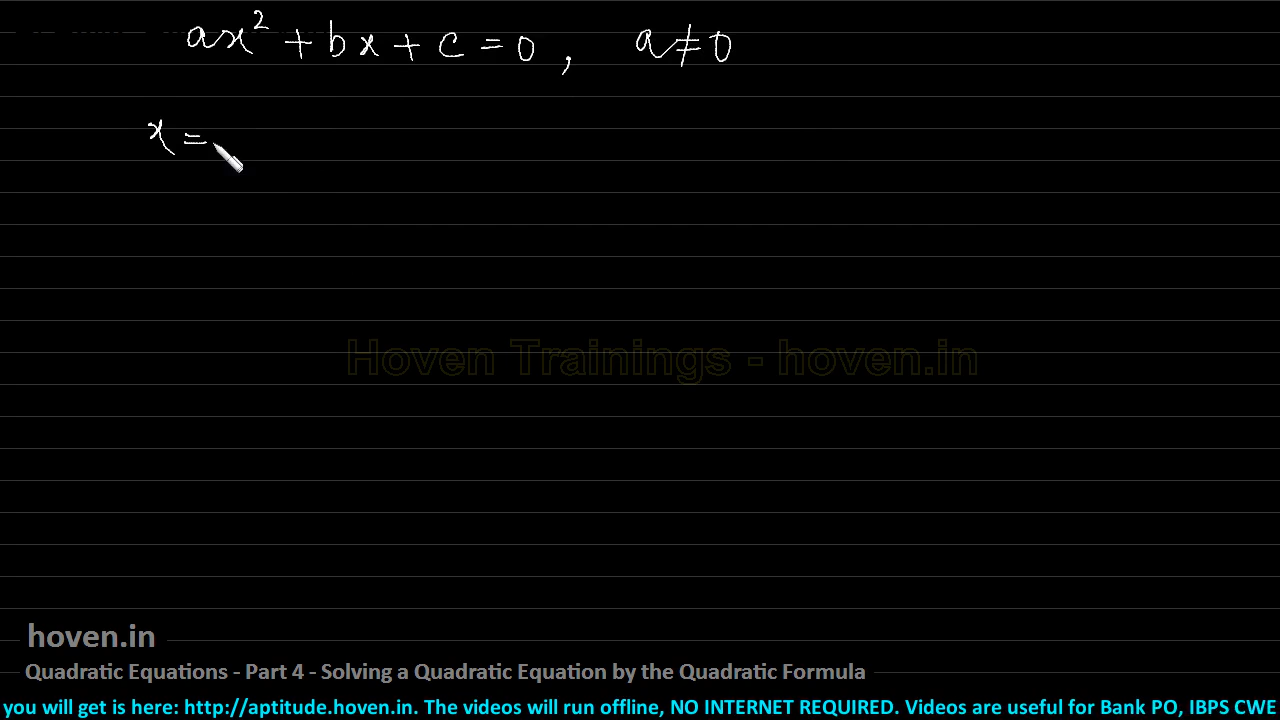 ax² + bx + c = 0 , a ≠ 0
x =
Hoven Trainings - hoven.in
hoven.in
Quadratic Equations - Part 4 - Solving a Quadratic Equation by the Quadratic Formula
you will get is here: http://aptitude.hoven.in. The videos will run offline, NO INTERNET REQUIRED. Videos are useful for Bank PO, IBPS CWE